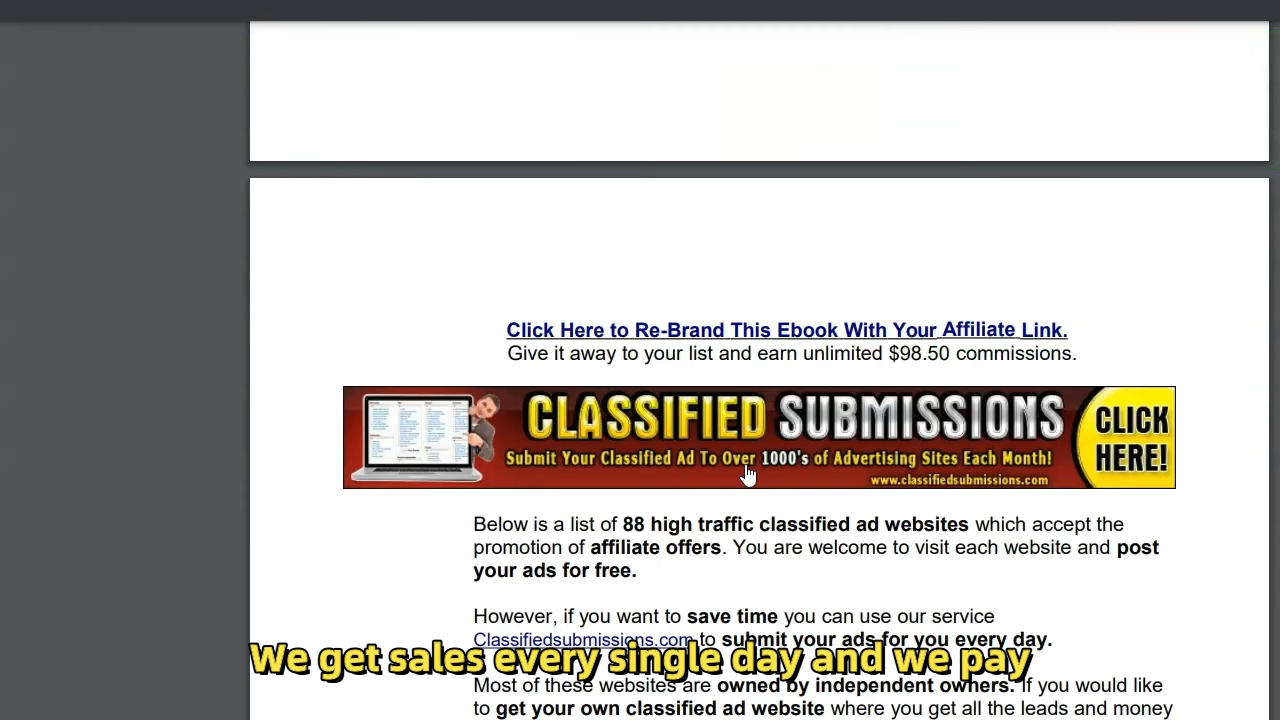 Click Here to Re-Brand This Ebook With Your Affiliate Link.
Give it away to your list and earn unlimited $98.50 commissions.
CLASSIFIED SUBMISSIONS
Submit Your Classified Ad To Over 1000's of Advertising Sites Each Month!
www.classifiedsubmissions.com
CLICK
HERE!
Below is a list of 88 high traffic classified ad websites which accept the
promotion of affiliate offers. You are welcome to visit each website and post
your ads for free.
However, if you want to save time you can use our service
Classifiedsubmissions.com to submit your ads for you every day.
We get sales every single day and we pay
Most of these websites are owned by independent owners. If you would like
to get your own classified ad website where you get all the leads and money